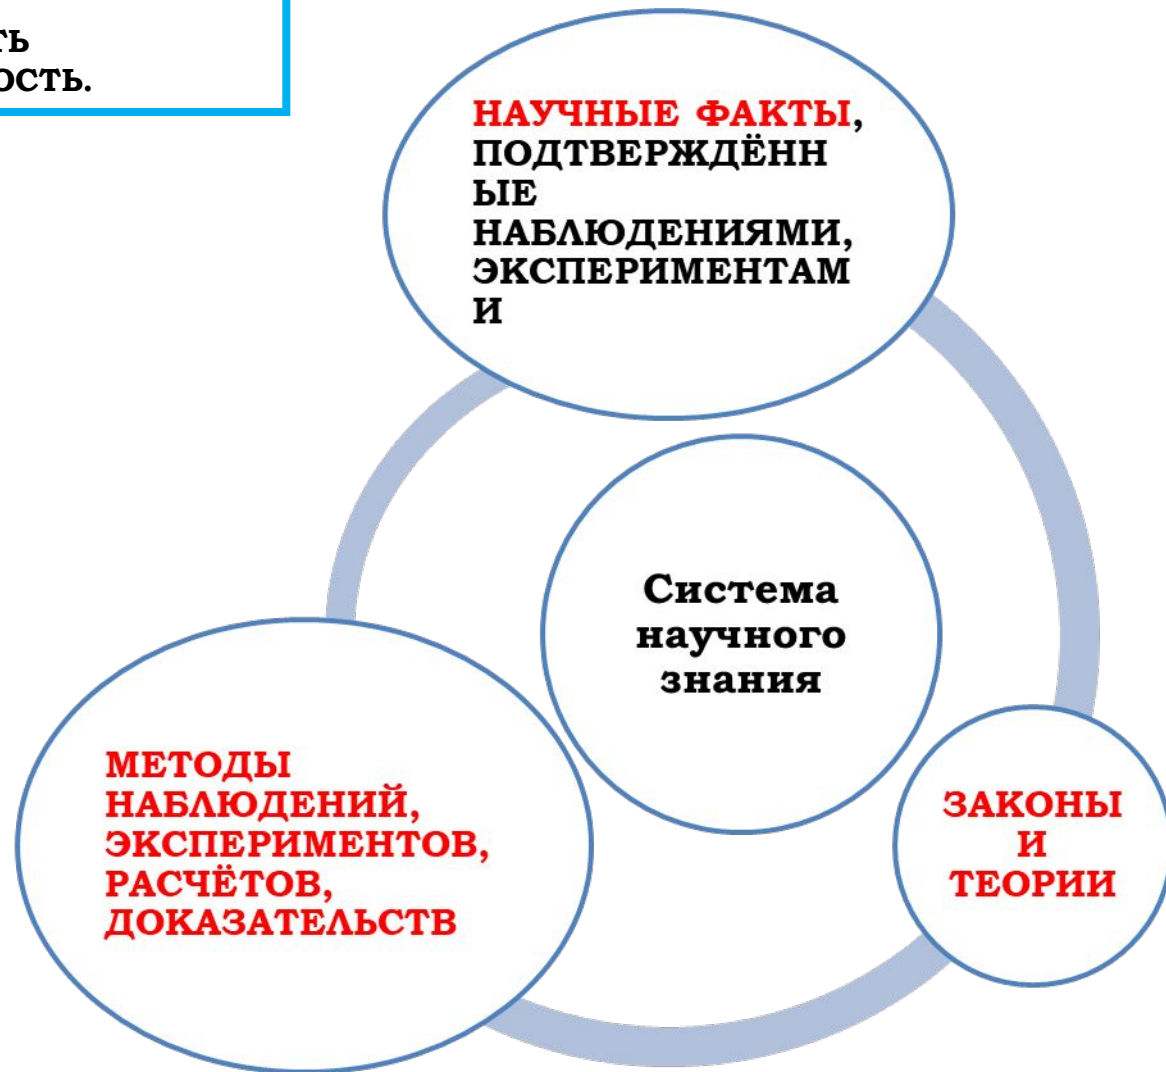 ТЬ
ОСТЬ.
НАУЧНЫЕ ФАКТЫ,
ПОДТВЕРЖДЁНН
ЫЕ
НАБЛЮДЕНИЯМИ,
ЭКСПЕРИМЕНТАМ
И
Система
научного
знания
МЕТОДЫ
НАБЛЮДЕНИЙ,
ЭКСПЕРИМЕНТОВ,
РАСЧЁТОВ,
ДОКАЗАТЕЛЬСТВ
ЗАКОНЫ
И
ТЕОРИИ